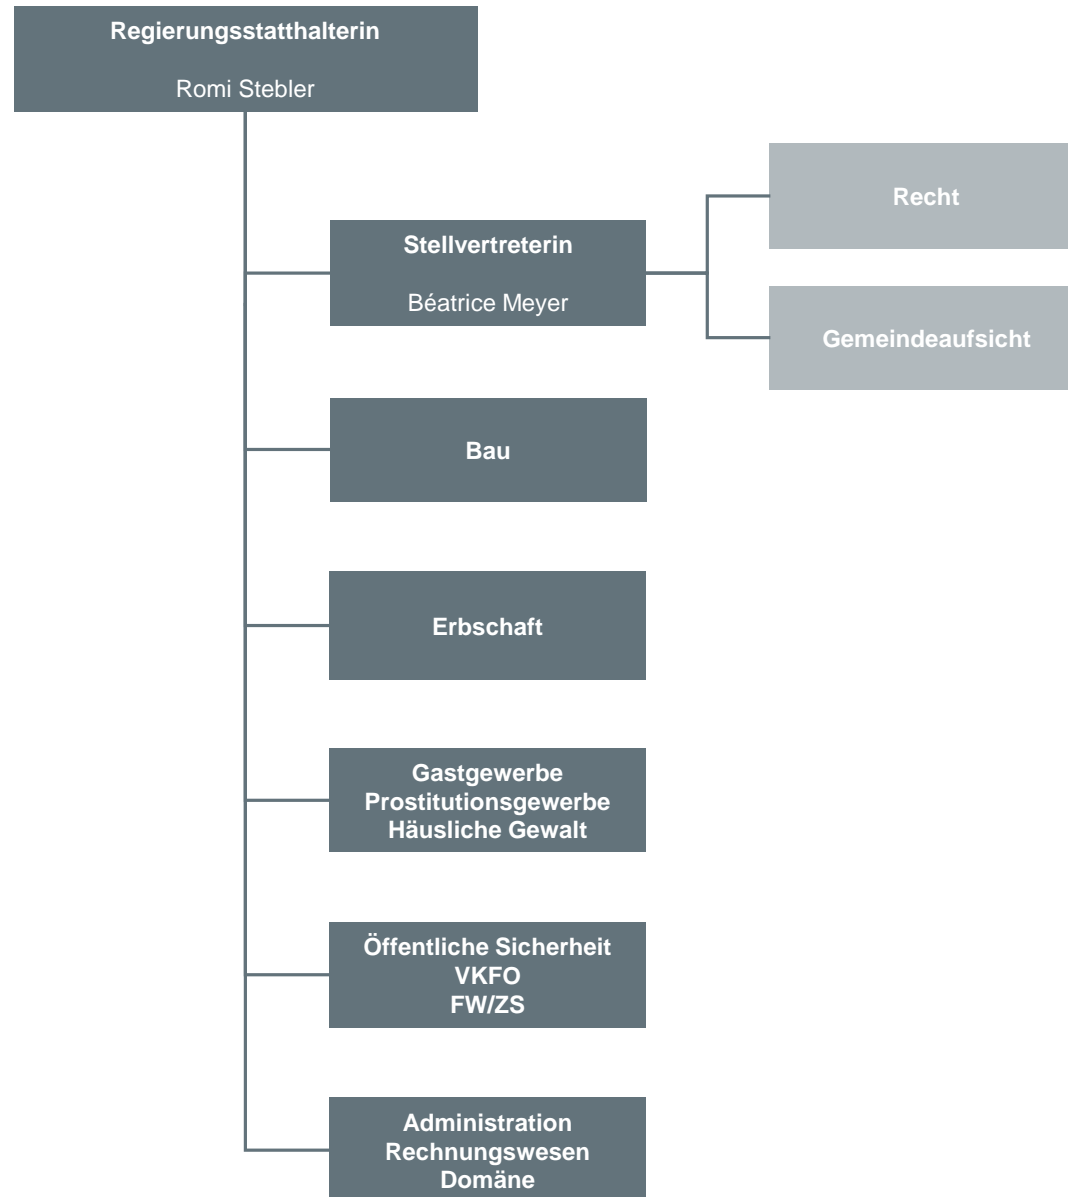 Regierungsstatthalterin
Romi Stebler
Recht
Stellvertreterin
Béatrice Meyer
Gemeindeaufsicht
Bau
Erbschaft
Gastgewerbe
Prostitutionsgewerbe
Häusliche Gewalt
Öffentliche Sicherheit
VKFO
FW/ZS
Administration
Rechnungswesen
Domäne